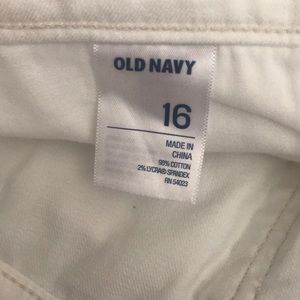 OLD NAVY
16
MADE IN
CHINA
98% COTTON
2% LYCRA® SPANDEX
RN 54023